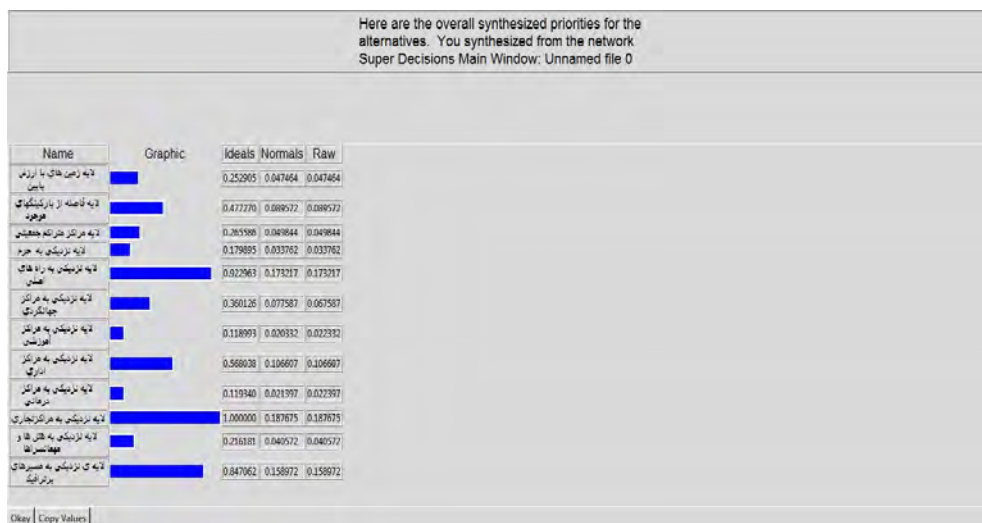 Here are the overall synthesized priorities for the
alternatives. You synthesized from the network
Super Decisions Main Window: Unnamed file 0
Name Graphic Ideals Normals Raw
لایه زمین های با ارزش
پایین
0.252905 0.047464 0.047464
لایه فاصله از پارکینگهای
موجود
0.477270 0.089572 0.089572
لایه مراکز متراکم جمعیتی 0.265588 0.049844 0.049844
لایه نزدیکی به حرم 0.179895 0.033762 0.033762
لایه نزدیکی به راه های
اصلی
0.922963 0.173217 0.173217
لایه نزدیکی به مراکز
جهانگردی
0.360126 0.077587 0.067587
لایه نزدیکی به مراکز
آموزشی
0.118993 0.020332 0.022332
لایه نزدیکی به مراکز
اداری
0.568038 0.106607 0.106607
لایه نزدیکی به مراکز
درمانی
0.119340 0.021397 0.022397
لایه نزدیکی به مراکزتجاری 1.000000 0.187675 0.187675
لایه نزدیکی به هتل ها و
مهمانسراها
0.216181 0.040572 0.040572
لایه ی نزدیکی به مسیرهای
پرترافیک
0.847062 0.158972 0.158972
Okay Copy Values